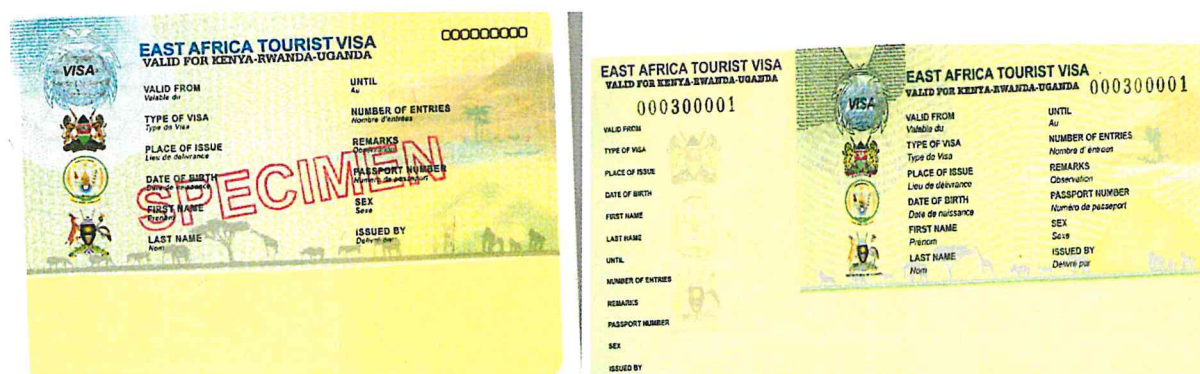 VISA
EAST AFRICA TOURIST VISA
VALID FOR KENYA-RWANDA-UGANDA
000000000
VALID FROM
Valable du
UNTIL
Au
TYPE OF VISA
Type de Visa
NUMBER OF ENTRIES
Nombre d'entrées
PLACE OF ISSUE
Lieu de délivrance
REMARKS
DATE OF BIRTH
Date de naissance
PASSPORT NUMBER
Numéro de passeport
SPECIMEN
FIRST NAME
Prenom
SEX
Sexe
LAST NAME
Nom
ISSUED BY
Délivré par
EAST AFRICA TOURIST VISA
VALID FOR KENYA-RWANDA-UGANDA
000300001
VALID FROM
TYPE OF VISA
PLACE OF ISSUE
DATE OF BIRTH
FIRST NAME
LAST NAME
UNTIL
NUMBER OF ENTRIES
REMARKS
PASSPORT NUMBER
SEX
ISSUED BY
VISA
EAST AFRICA TOURIST VISA
VALID FOR KENYA-RWANDA-UGANDA
000300001
VALID FROM
Valable du
UNTIL
Au
TYPE OF VISA
Type de Visa
NUMBER OF ENTRIES
Nombre d'entrees
PLACE OF ISSUE
Lieu de délivrance
REMARKS
Observation
DATE OF BIRTH
Date de naissance
PASSPORT NUMBER
Numéro de passeport
FIRST NAME
Prenom
SEX
Sexe
LAST NAME
Nom
ISSUED BY
Délivré par